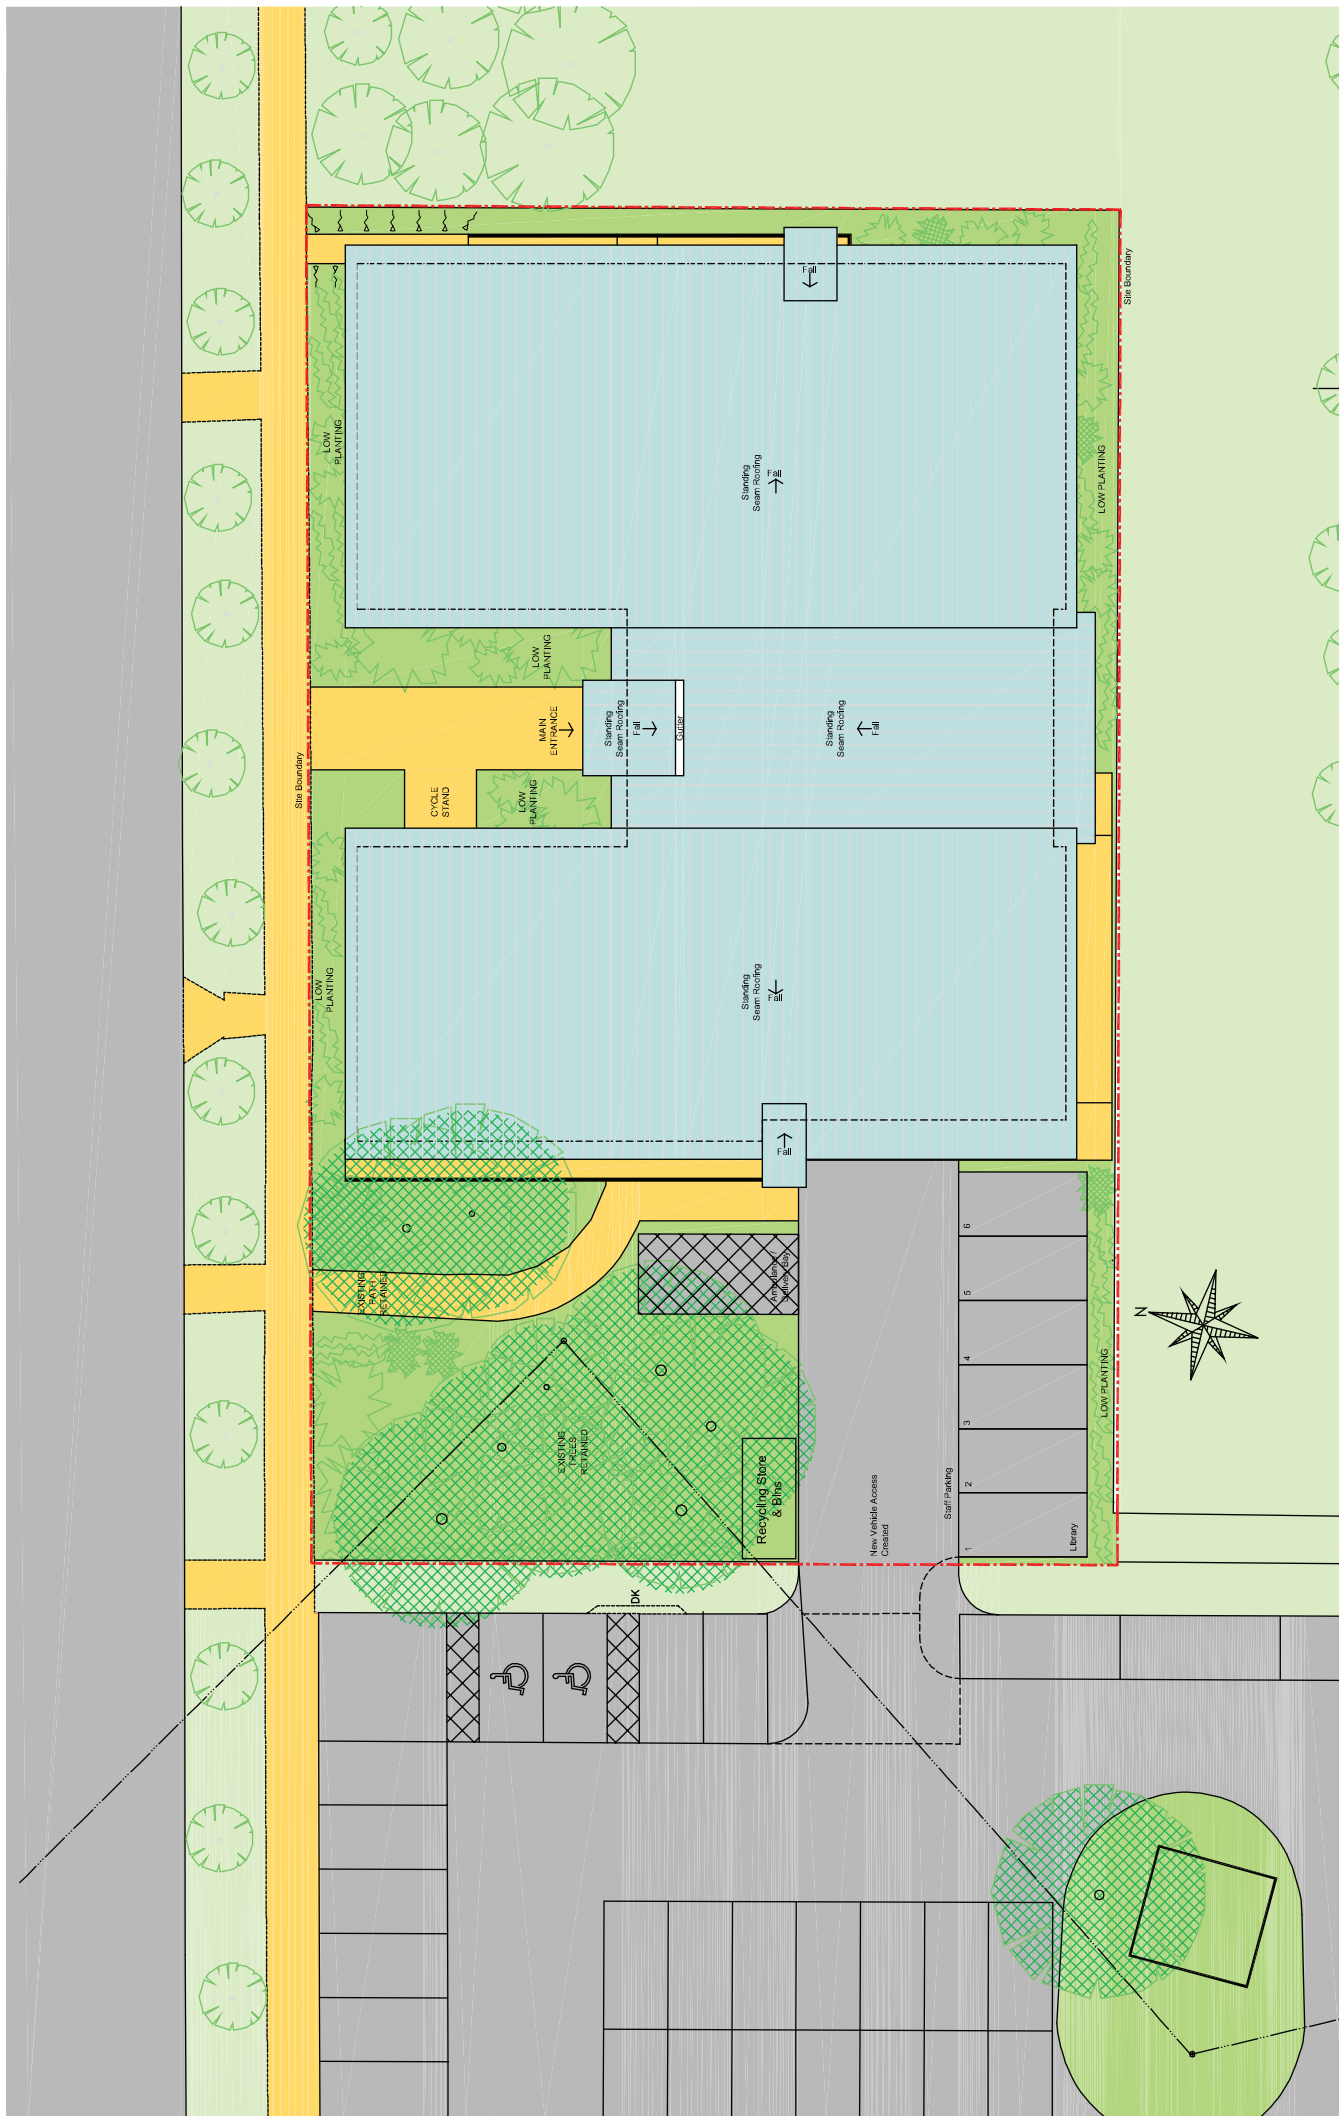 Site Boundary
LOW
PLANTING
Fall
Standing
Seam Roofing
Fall
LOW PLANTING
LOW
PLANTING
MAIN
ENTRANCE
Standing
Seam Roofing
Fall
Gutter
Standing
Seam Roofing
Fall
Site Boundary
CYCLE
STAND
LOW
PLANTING
LOW
PLANTING
Standing
Seam Roofing
Fall
Fall
EXISTING
PATH
RETAINED
Ambulance /
Delivery Bay
6
5
4
3
2
1
N
LOW PLANTING
EXISTING
TREES
RETAINED
Recycling Store
& Bins
New Vehicle Access
Created
Staff Parking
Library
DK